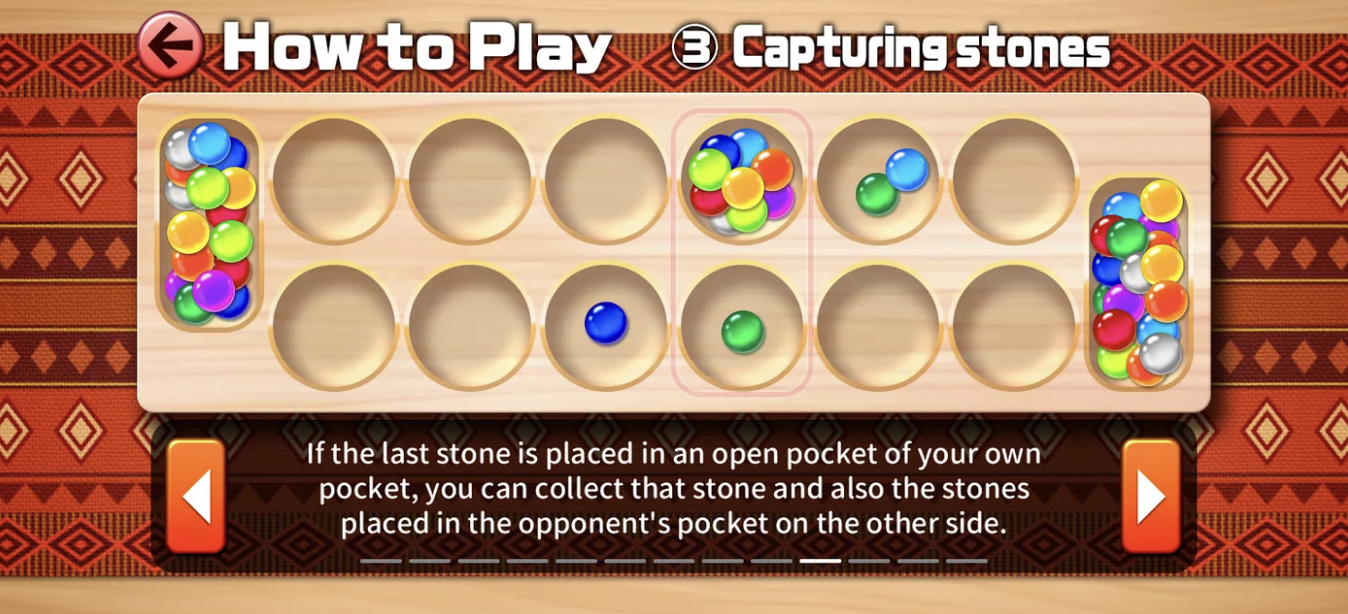 How to Play ③ Capturing stones
If the last stone is placed in an open pocket of your own
pocket, you can collect that stone and also the stones
placed in the opponent's pocket on the other side.